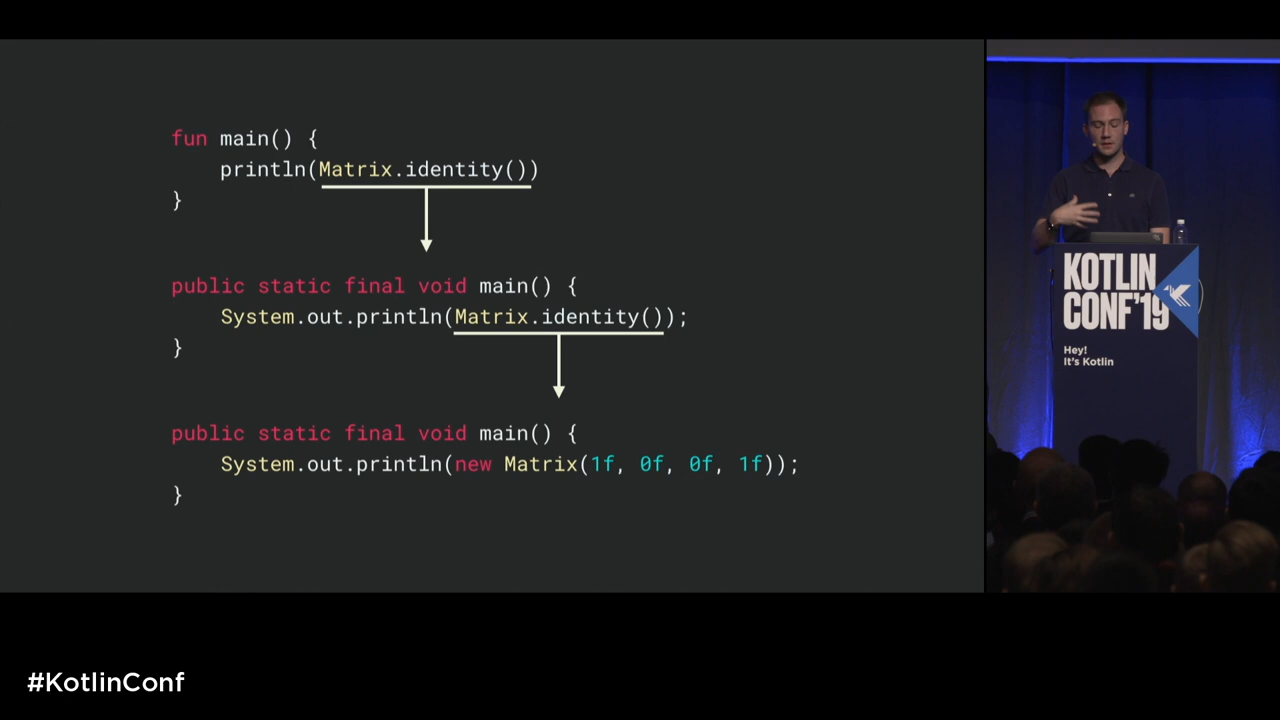 fun main() {
    println(Matrix.identity())
}
public static final void main() {
    System.out.println(Matrix.identity());
}
public static final void main() {
    System.out.println(new Matrix(1f, 0f, 0f, 1f));
}
KOTLIN
CONF'19
Hey!
It's Kotlin
#KotlinConf